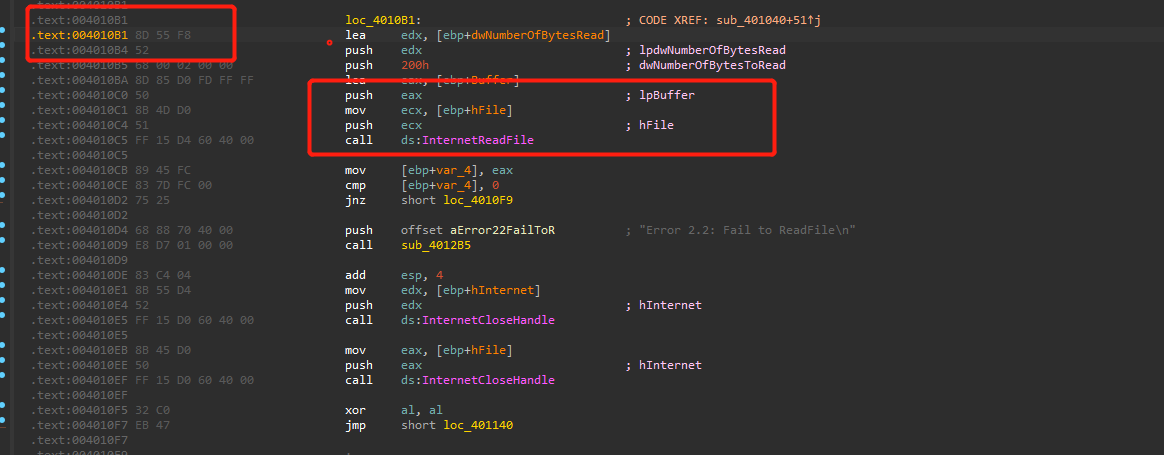 .text:004010B1
.text:004010B1 loc_4010B1: ; CODE XREF: sub_401040+51↑j
.text:004010B1 8D 55 F8 lea edx, [ebp+dwNumberOfBytesRead]
.text:004010B4 52 push edx ; lpdwNumberOfBytesRead
.text:004010B5 68 00 02 00 00 push 200h ; dwNumberOfBytesToRead
.text:004010BA 8D 85 D0 FD FF FF lea eax, [ebp+Buffer]
.text:004010C0 50 push eax ; lpBuffer
.text:004010C1 8B 4D D0 mov ecx, [ebp+hFile]
.text:004010C4 51 push ecx ; hFile
.text:004010C5 FF 15 D4 60 40 00 call ds:InternetReadFile
.text:004010C5
.text:004010CB 89 45 FC mov [ebp+var_4], eax
.text:004010CE 83 7D FC 00 cmp [ebp+var_4], 0
.text:004010D2 75 25 jnz short loc_4010F9
.text:004010D2
.text:004010D4 68 88 70 40 00 push offset aError22FailToR ; "Error 2.2: Fail to ReadFile\n"
.text:004010D9 E8 D7 01 00 00 call sub_4012B5
.text:004010D9
.text:004010DE 83 C4 04 add esp, 4
.text:004010E1 8B 55 D4 mov edx, [ebp+hInternet]
.text:004010E4 52 push edx ; hInternet
.text:004010E5 FF 15 D0 60 40 00 call ds:InternetCloseHandle
.text:004010E5
.text:004010EB 8B 45 D0 mov eax, [ebp+hFile]
.text:004010EE 50 push eax ; hInternet
.text:004010EF FF 15 D0 60 40 00 call ds:InternetCloseHandle
.text:004010EF
.text:004010F5 32 C0 xor al, al
.text:004010F7 EB 47 jmp short loc_401140
.text:004010F7